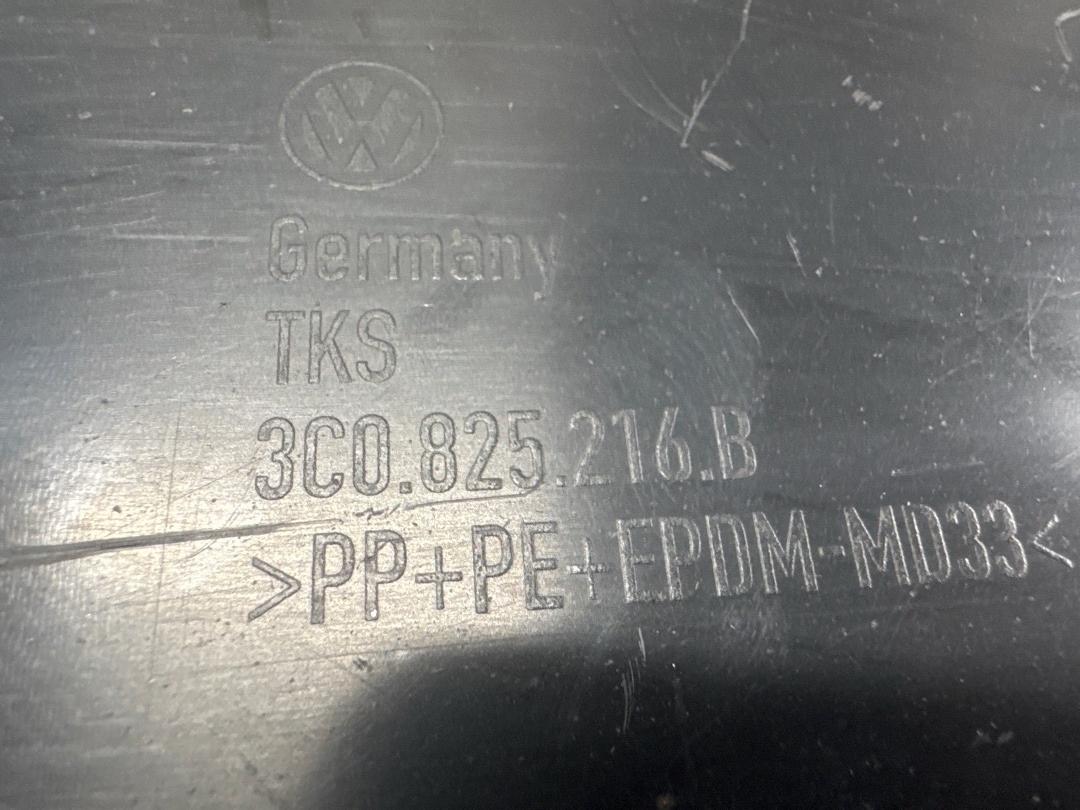 Germany
TKS
3C0.825.216.B
>PP+PE+EPDM-MD33<